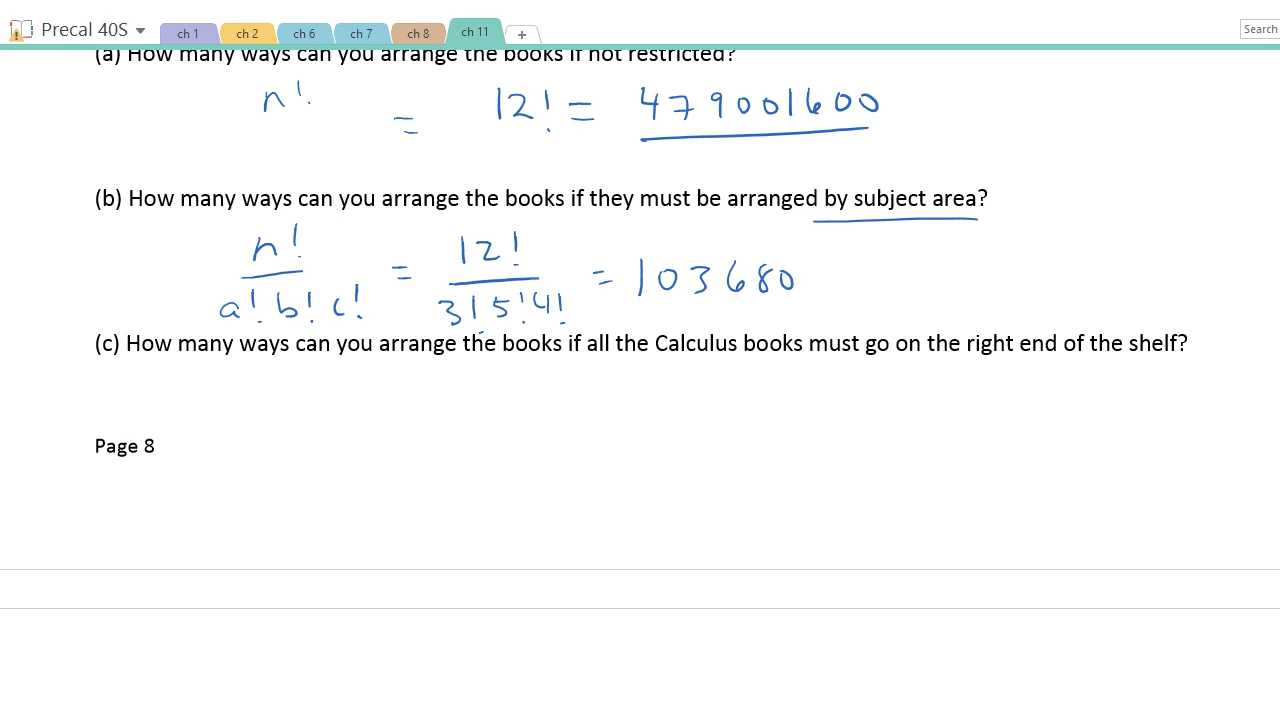 Precal 40S ch 1 ch 2 ch 6 ch 7 ch 8 ch 11 + Search
(a) How many ways can you arrange the books if not restricted?
n! = 12! = 479001600
(b) How many ways can you arrange the books if they must be arranged by subject area?
n! / a! b! c! = 12! / 3! 5! 4! = 103680
(c) How many ways can you arrange the books if all the Calculus books must go on the right end of the shelf?
Page 8